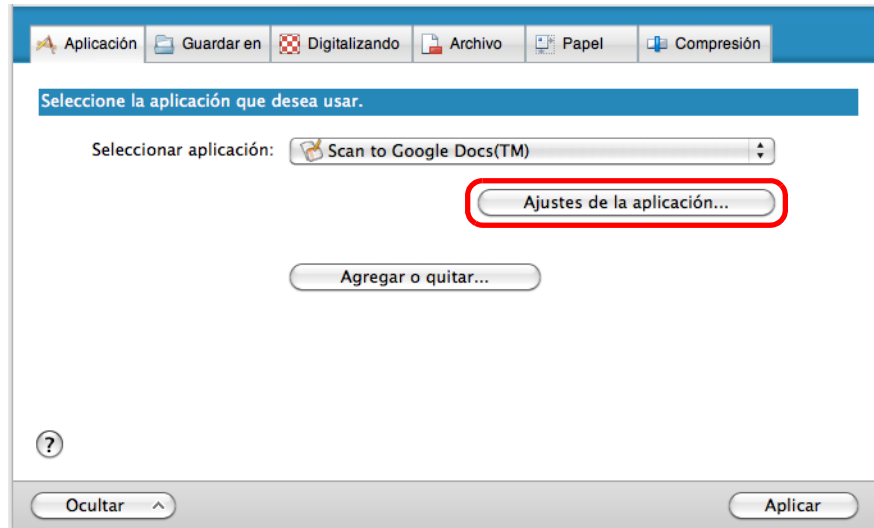 Aplicación Guardar en Digitalizando Archivo Papel Compresión
Seleccione la aplicación que desea usar.
Seleccionar aplicación: Scan to Google Docs(TM)
Ajustes de la aplicación...
Agregar o quitar...
?
Ocultar Aplicar